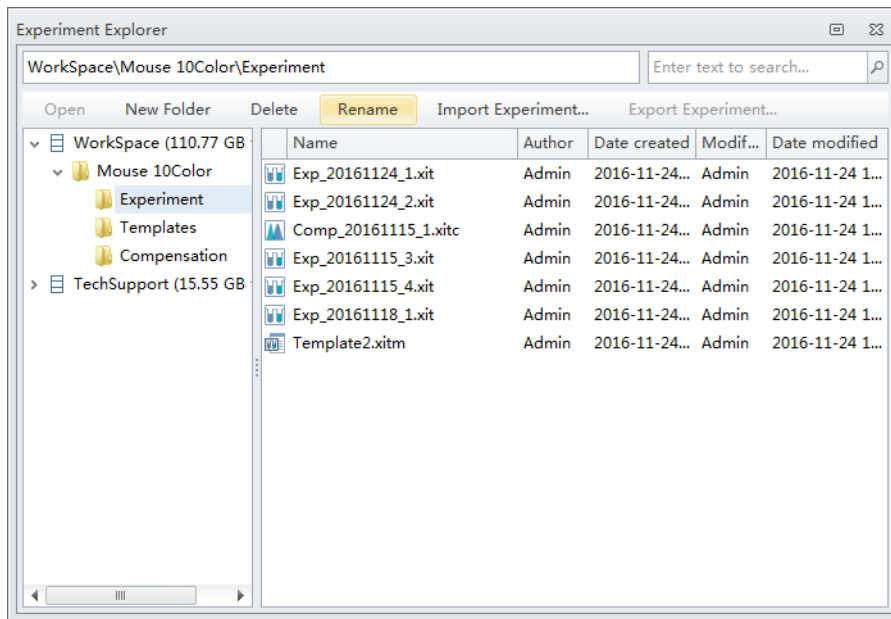 Experiment Explorer
WorkSpace\Mouse 10Color\Experiment
Enter text to search...
Open New Folder Delete Rename Import Experiment... Export Experiment...
WorkSpace (110.77 GB
Mouse 10Color
Experiment
Templates
Compensation
TechSupport (15.55 GB
Name Author Date created Modif... Date modified
Exp_20161124_1.xit Admin 2016-11-24... Admin 2016-11-24 1...
Exp_20161124_2.xit Admin 2016-11-24... Admin 2016-11-24 1...
Comp_20161115_1.xitc Admin 2016-11-24... Admin 2016-11-24 1...
Exp_20161115_3.xit Admin 2016-11-24... Admin 2016-11-24 1...
Exp_20161115_4.xit Admin 2016-11-24... Admin 2016-11-24 1...
Exp_20161118_1.xit Admin 2016-11-24... Admin 2016-11-24 1...
Template2.xitm Admin 2016-11-24... Admin 2016-11-24 1...